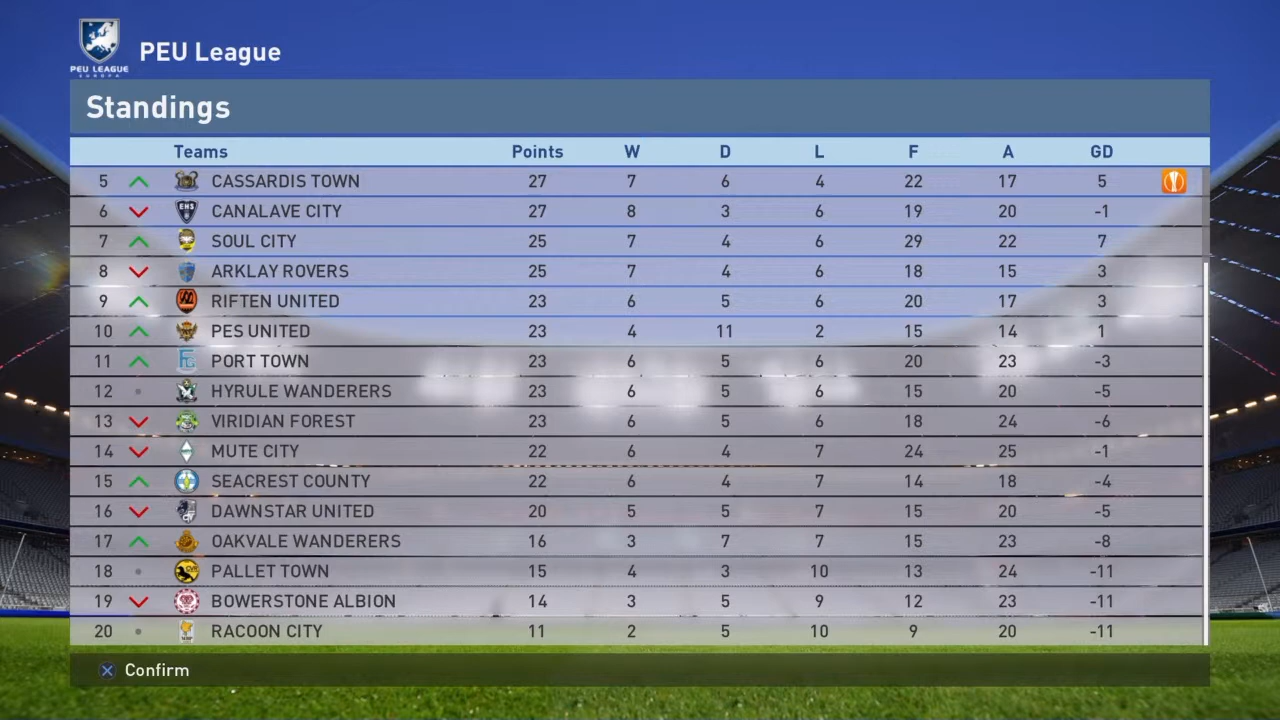 PEU League
PEU LEAGUE
EUROPA
Standings
Teams Points W D L F A GD
5 CASSARDIS TOWN 27 7 6 4 22 17 5
6 CANALAVE CITY 27 8 3 6 19 20 -1
7 SOUL CITY 25 7 4 6 29 22 7
8 ARKLAY ROVERS 25 7 4 6 18 15 3
9 RIFTEN UNITED 23 6 5 6 20 17 3
10 PES UNITED 23 4 11 2 15 14 1
11 PORT TOWN 23 6 5 6 20 23 -3
12 HYRULE WANDERERS 23 6 5 6 15 20 -5
13 VIRIDIAN FOREST 23 6 5 6 18 24 -6
14 MUTE CITY 22 6 4 7 24 25 -1
15 SEACREST COUNTY 22 6 4 7 14 18 -4
16 DAWNSTAR UNITED 20 5 5 7 15 20 -5
17 OAKVALE WANDERERS 16 3 7 7 15 23 -8
18 PALLET TOWN 15 4 3 10 13 24 -11
19 BOWERSTONE ALBION 14 3 5 9 12 23 -11
20 RACOON CITY 11 2 5 10 9 20 -11
Confirm